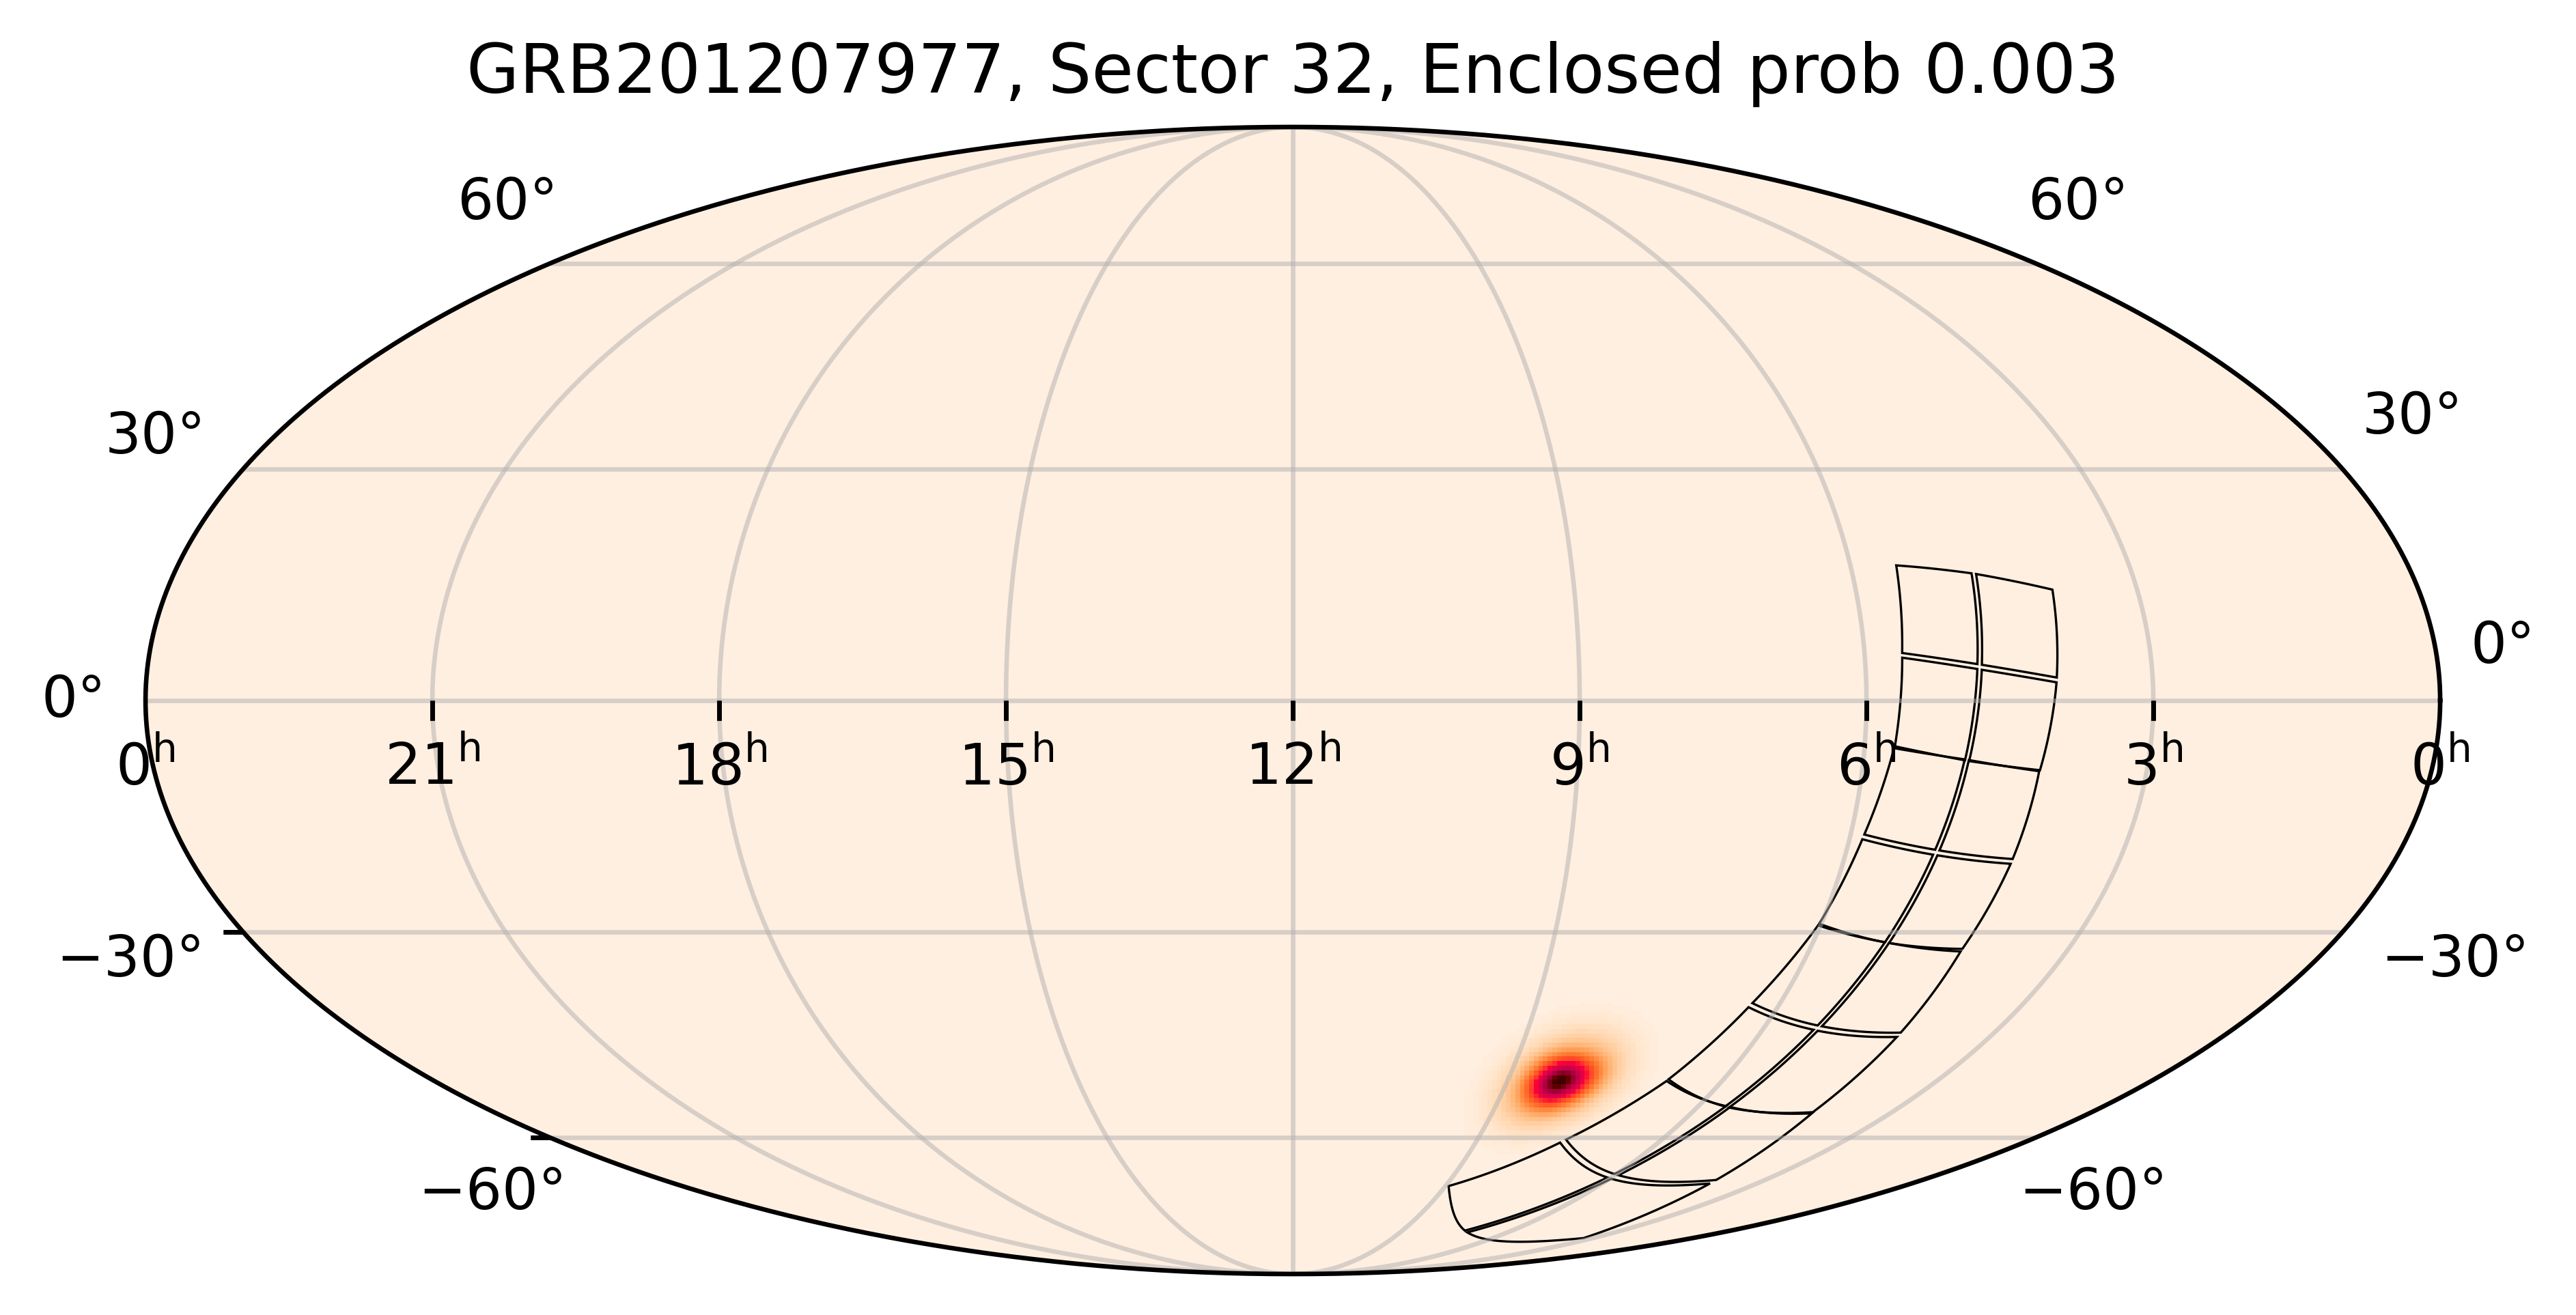 GRB201207977, Sector 32, Enclosed prob 0.003
60° 60°
30° 30°
0° 0°
0h 21h 18h 15h 12h 9h 6h 3h 0h
−30° −30°
−60° −60°